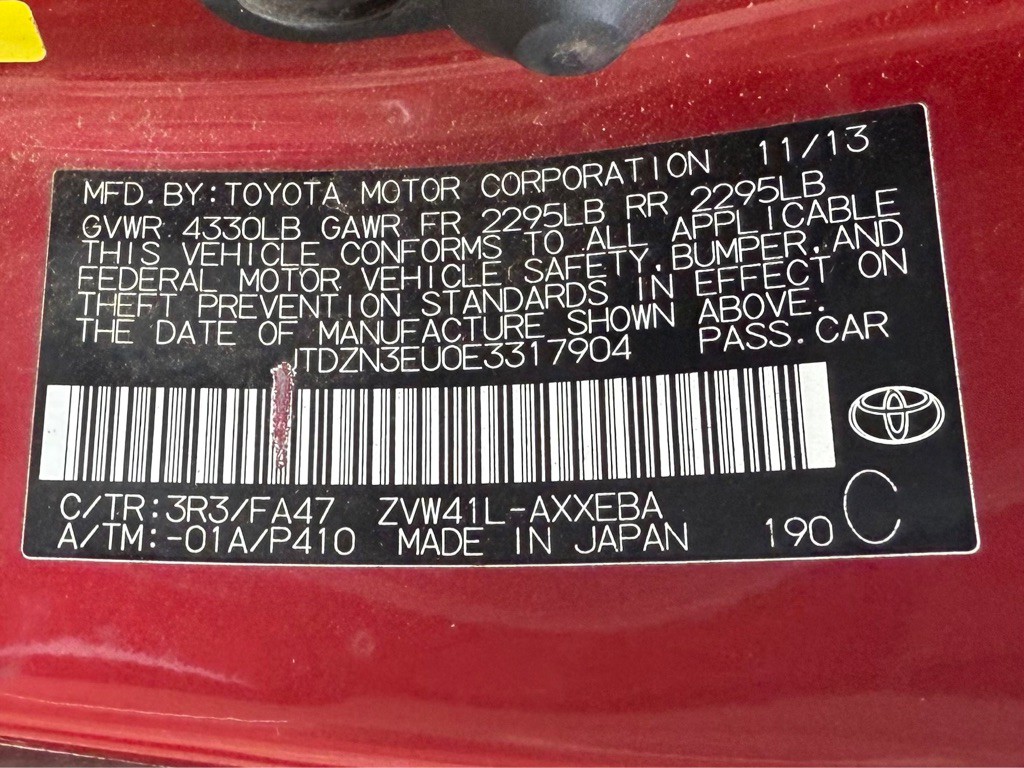 MFD. BY: TOYOTA MOTOR CORPORATION 11/13
GVWR 4330LB GAWR FR 2295LB RR 2295LB
THIS VEHICLE CONFORMS TO ALL APPLICABLE
FEDERAL MOTOR VEHICLE SAFETY, BUMPER, AND
THEFT PREVENTION STANDARDS IN EFFECT ON
THE DATE OF MANUFACTURE SHOWN ABOVE.
JTDZN3EU0E3317904 PASS. CAR
C/TR: 3R3/FA47 ZVW41L-AXXEBA
A/TM: -01A/P410 MADE IN JAPAN 190 C